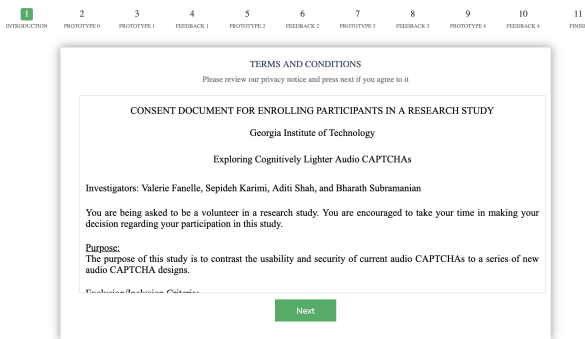 1 2 3 4 5 6 7 8 9 10 11
INTRODUCTION PROTOTYPE 0 PROTOTYPE 1 FEEDBACK 1 PROTOTYPE 2 FEEDBACK 2 PROTOTYPE 3 FEEDBACK 3 PROTOTYPE 4 FEEDBACK 4 FINISH
TERMS AND CONDITIONS
Please review our privacy notice and press next if you agree to it
CONSENT DOCUMENT FOR ENROLLING PARTICIPANTS IN A RESEARCH STUDY
Georgia Institute of Technology
Exploring Cognitively Lighter Audio CAPTCHAs
Investigators: Valerie Fanelle, Sepideh Karimi, Aditi Shah, and Bharath Subramanian
You are being asked to be a volunteer in a research study. You are encouraged to take your time in making your
decision regarding your participation in this study.
Purpose:
The purpose of this study is to contrast the usability and security of current audio CAPTCHAs to a series of new
audio CAPTCHA designs.
Exclusion/Inclusion Criteria:
Next